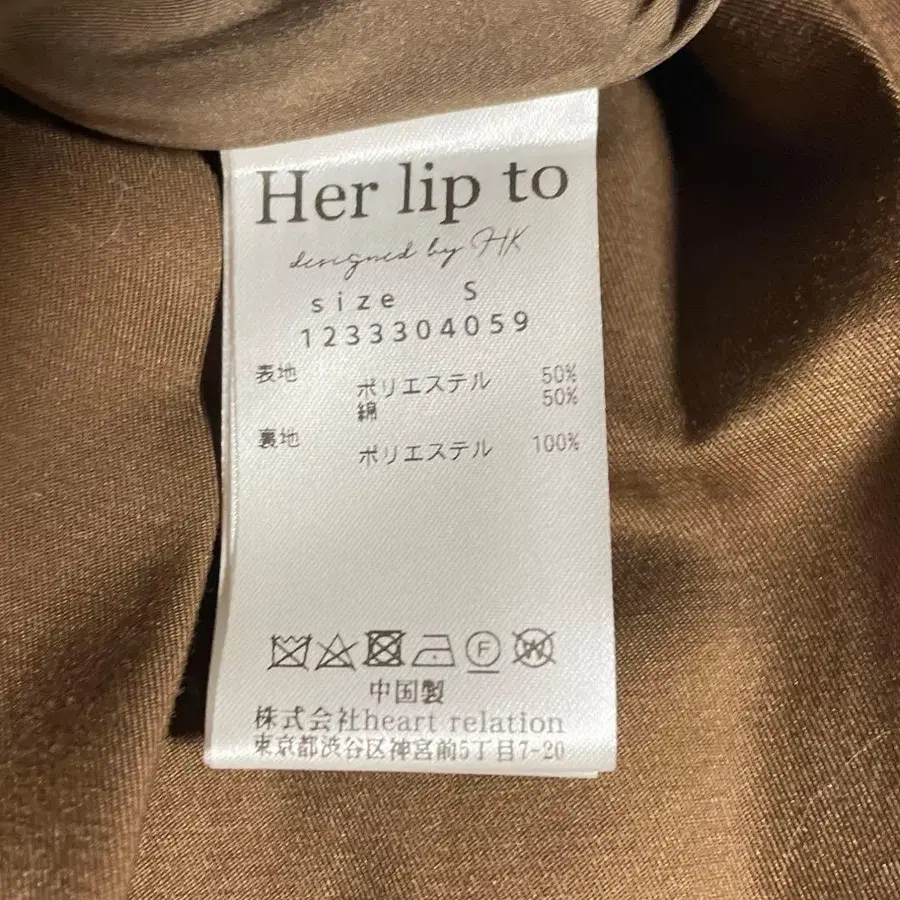 Her lip to
designed by HK
size S
1233304059
表地 ポリエステル 50%
綿 50%
裏地 ポリエステル 100%
F W
中国製
株式会社heart relation
東京都渋谷区神宮前5丁目7-20